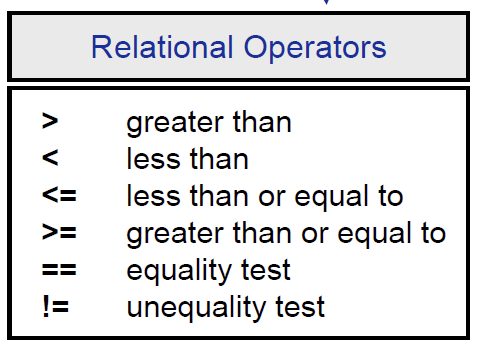 Relational Operators
> greater than
< less than
<= less than or equal to
>= greater than or equal to
== equality test
!= unequality test